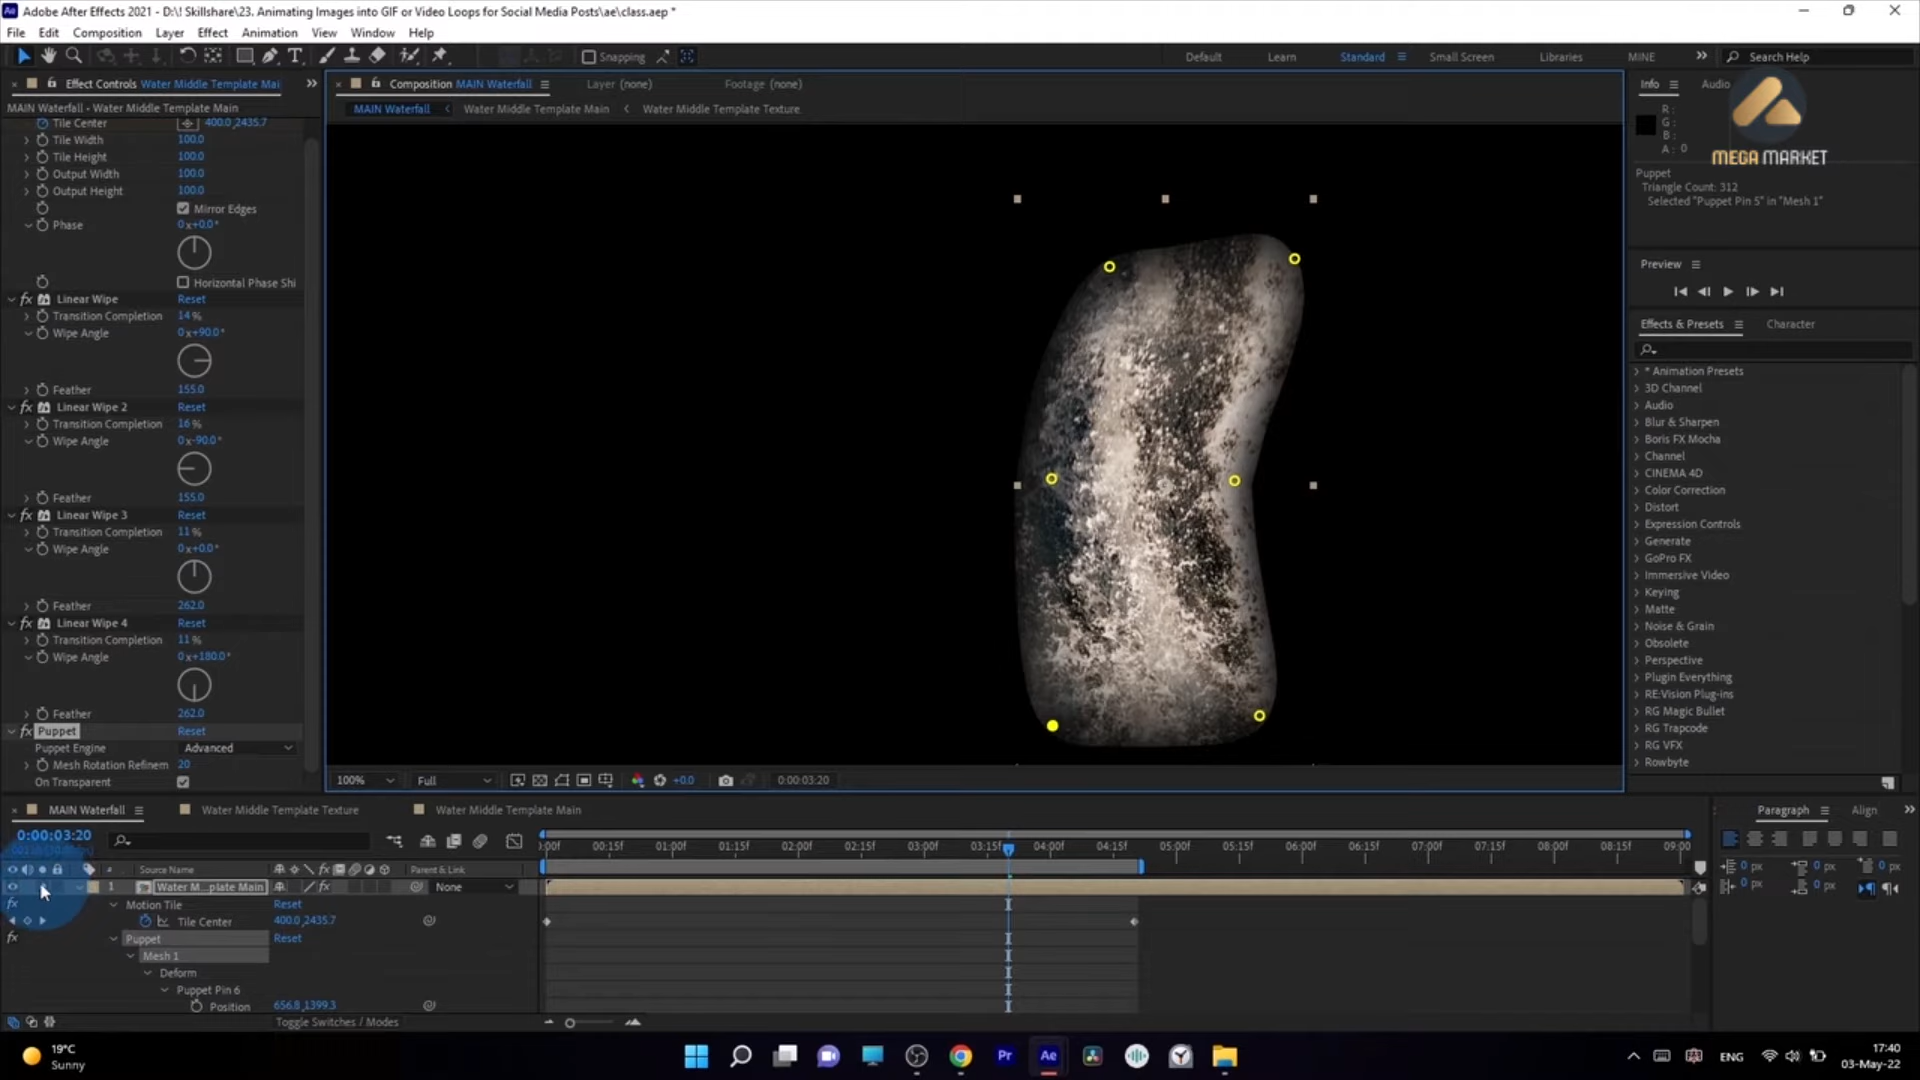 Adobe After Effects 2021 - D:\! Skillshare\23. Animating Images into GIF or Video Loops for Social Media Posts\ae\class.aep *
File Edit Composition Layer Effect Animation View Window Help
Snapping
Default Learn Standard Small Screen Libraries MINE Search Help
Effect Controls Water Middle Template Mai
MAIN Waterfall - Water Middle Template Main
Tile Center 400.0,2435.7
Tile Width 100.0
Tile Height 100.0
Output Width 100.0
Output Height 100.0
Mirror Edges
Phase 0x+0.0°
Horizontal Phase Shi
fx Linear Wipe Reset
Transition Completion 14 %
Wipe Angle 0x+90.0°
Feather 155.0
fx Linear Wipe 2 Reset
Transition Completion 16 %
Wipe Angle 0x-90.0°
Feather 155.0
fx Linear Wipe 3 Reset
Transition Completion 11 %
Wipe Angle 0x+0.0°
Feather 262.0
fx Linear Wipe 4 Reset
Transition Completion 11 %
Wipe Angle 0x+180.0°
Feather 262.0
fx Puppet Reset
Puppet Engine Advanced
Mesh Rotation Refinem 20
On Transparent
Composition MAIN Waterfall Layer (none) Footage (none)
MAIN Waterfall Water Middle Template Main Water Middle Template Texture
100% Full +0.0 0:00:03:20
Info Audio
R :
G :
B :
A : 0
MEGA MARKET
Puppet
Triangle Count: 312
Selected "Puppet Pin 5" in "Mesh 1"
Preview
Effects & Presets Character
* Animation Presets
3D Channel
Audio
Blur & Sharpen
Boris FX Mocha
Channel
CINEMA 4D
Color Correction
Distort
Expression Controls
Generate
GoPro FX
Immersive Video
Keying
Matte
Noise & Grain
Obsolete
Perspective
Plugin Everything
RE:Vision Plug-ins
RG Magic Bullet
RG Trapcode
RG VFX
Rowbyte
MAIN Waterfall Water Middle Template Texture Water Middle Template Main
0:00:03:20
:00f 00:15f 01:00f 01:15f 02:00f 02:15f 03:00f 04:00f 04:15f 05:00f 05:15f 06:00f 06:15f 07:00f 07:15f 08:00f 08:15f 09:00
# Source Name fx Parent & Link
1 Water M...plate Main fx None
fx Motion Tile Reset
Tile Center 400.0,2435.7
fx Puppet Reset
Mesh 1
Deform
Puppet Pin 6
Position 656.8,1399.3
Toggle Switches / Modes
Paragraph Align
0 px 0 px 0 px
0 px 0 px
19°C
Sunny
Pr Ae
ENG
17:40
03-May-22